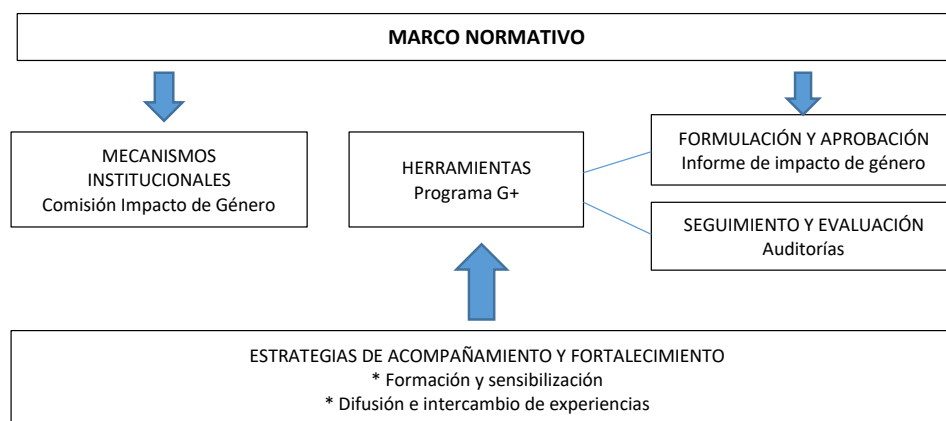 MARCO NORMATIVO
MECANISMOS
INSTITUCIONALES
Comisión Impacto de Género
HERRAMIENTAS
Programa G+
FORMULACIÓN Y APROBACIÓN
Informe de impacto de género
SEGUIMIENTO Y EVALUACIÓN
Auditorías
ESTRATEGIAS DE ACOMPAÑAMIENTO Y FORTALECIMIENTO
* Formación y sensibilización
* Difusión e intercambio de experiencias